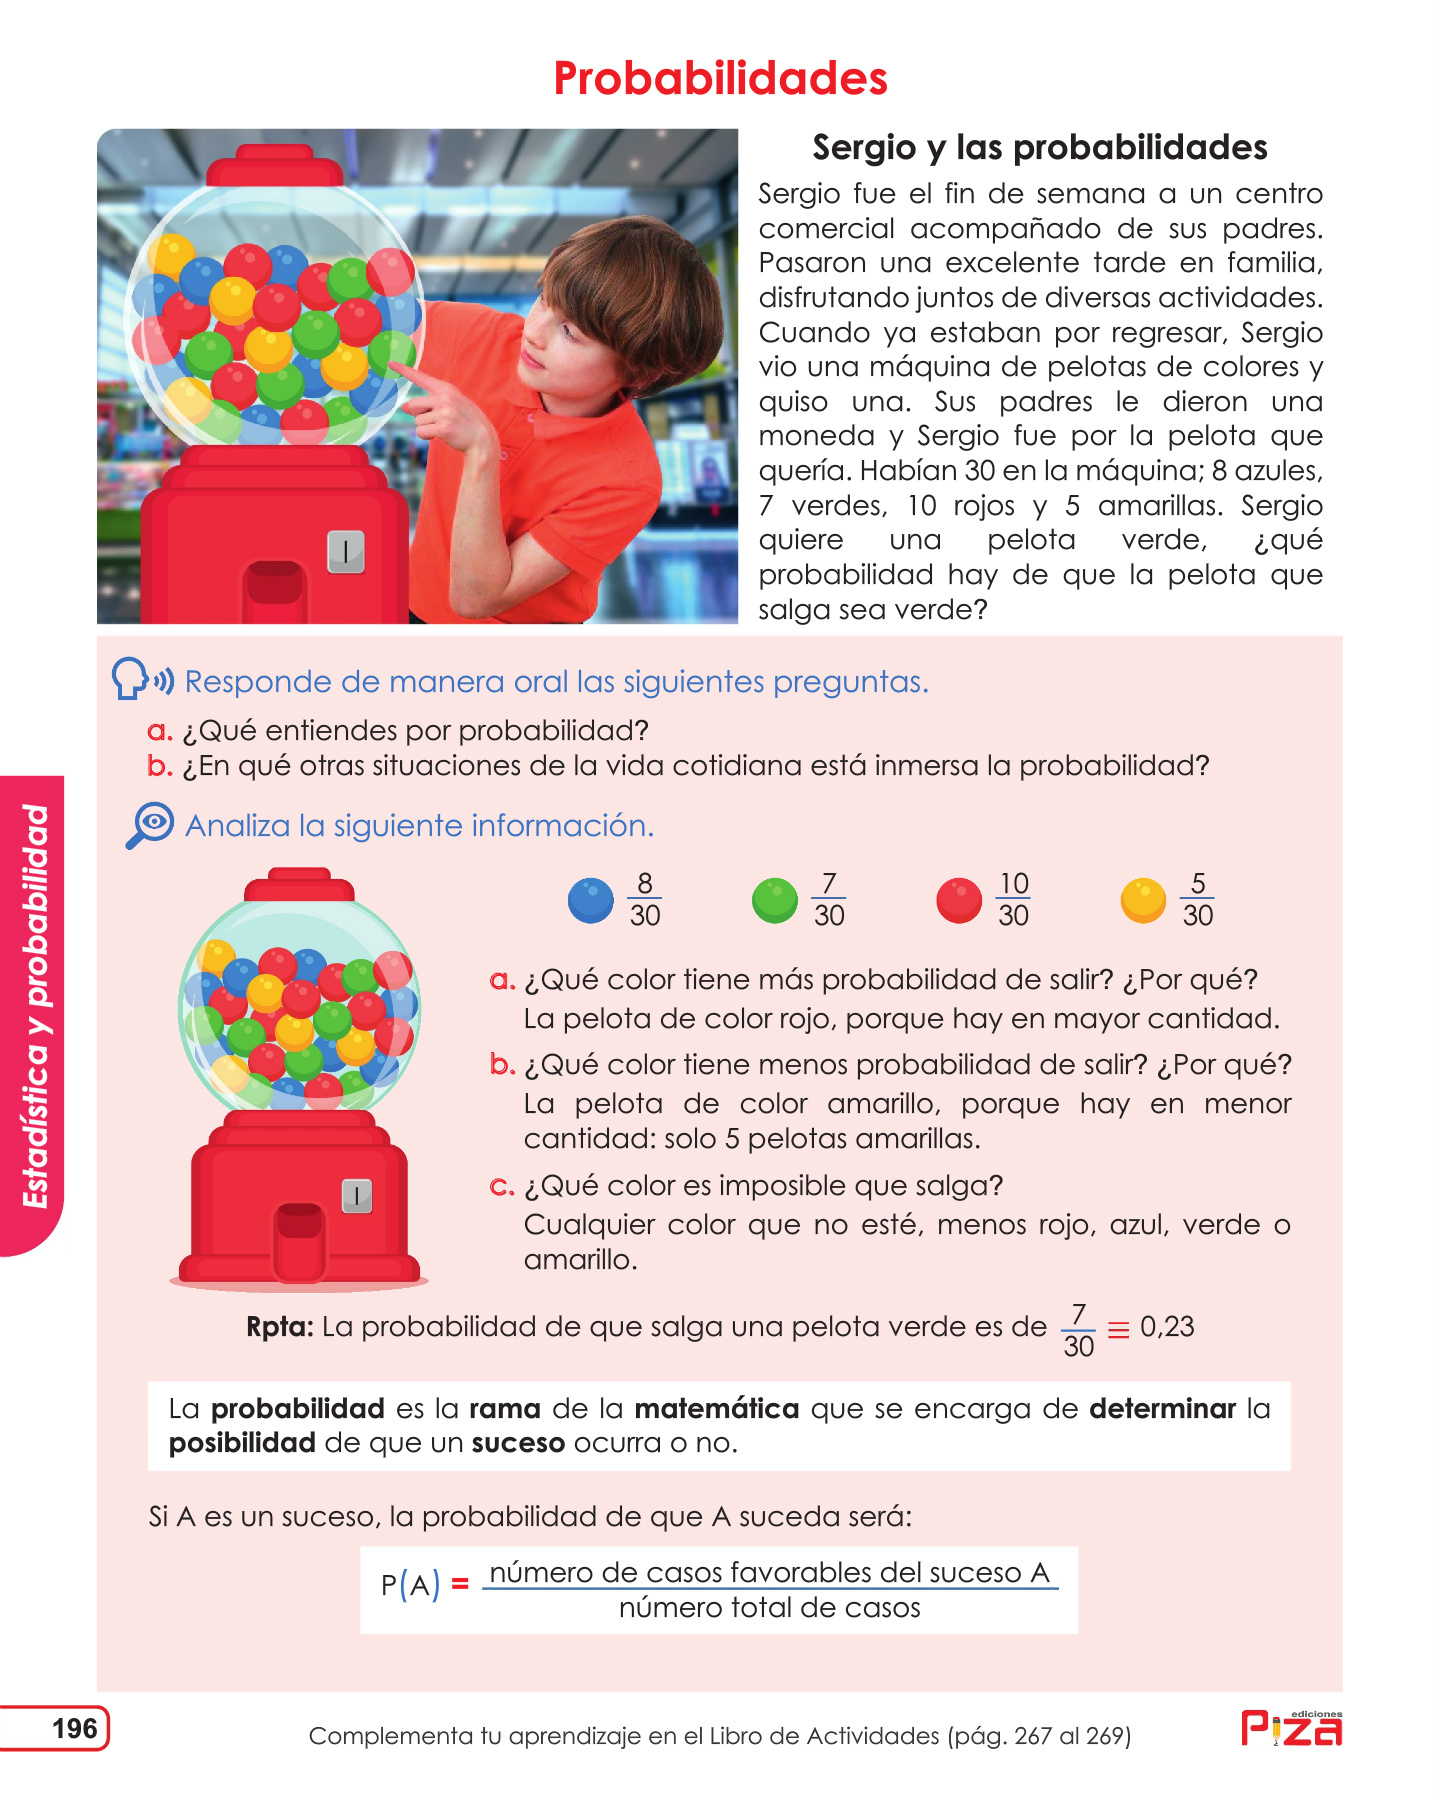 Probabilidades
Sergio y las probabilidades
Sergio fue el fin de semana a un centro
comercial acompañado de sus padres.
Pasaron una excelente tarde en familia,
disfrutando juntos de diversas actividades.
Cuando ya estaban por regresar, Sergio
vio una máquina de pelotas de colores y
quiso una. Sus padres le dieron una
moneda y Sergio fue por la pelota que
quería. Habían 30 en la máquina; 8 azules,
7 verdes, 10 rojos y 5 amarillas. Sergio
quiere una pelota verde, ¿qué
probabilidad hay de que la pelota que
salga sea verde?
Responde de manera oral las siguientes preguntas.
a. ¿Qué entiendes por probabilidad?
b. ¿En qué otras situaciones de la vida cotidiana está inmersa la probabilidad?
Analiza la siguiente información.
8/30 7/30 10/30 5/30
a. ¿Qué color tiene más probabilidad de salir? ¿Por qué?
La pelota de color rojo, porque hay en mayor cantidad.
b. ¿Qué color tiene menos probabilidad de salir? ¿Por qué?
La pelota de color amarillo, porque hay en menor
cantidad: solo 5 pelotas amarillas.
c. ¿Qué color es imposible que salga?
Cualquier color que no esté, menos rojo, azul, verde o
amarillo.
Rpta: La probabilidad de que salga una pelota verde es de 7/30 ≡ 0,23
La probabilidad es la rama de la matemática que se encarga de determinar la
posibilidad de que un suceso ocurra o no.
Si A es un suceso, la probabilidad de que A suceda será:
P(A) = número de casos favorables del suceso A
número total de casos
Estadística y probabilidad
196
Complementa tu aprendizaje en el Libro de Actividades (pág. 267 al 269)
ediciones
Piza